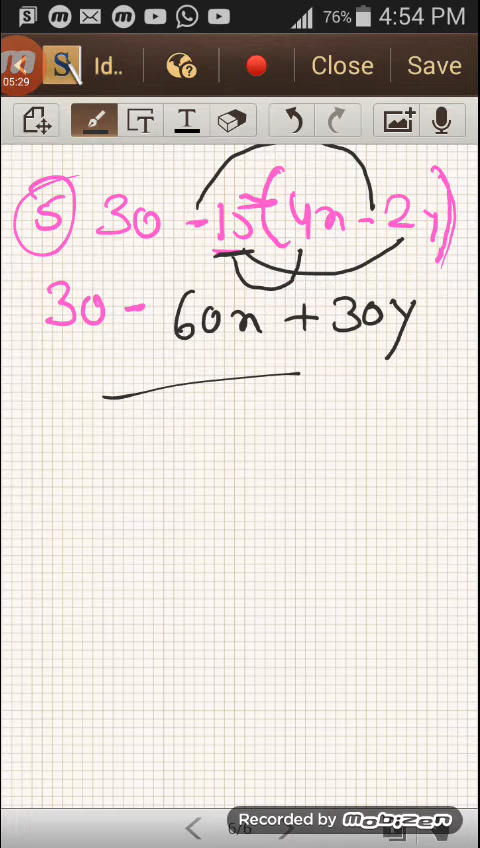 76% 4:54 PM
05:29 S Id.. Close Save
T T
5 30 -15(4x - 2y)
30 - 60x + 30y
6/6
Recorded by mobizen